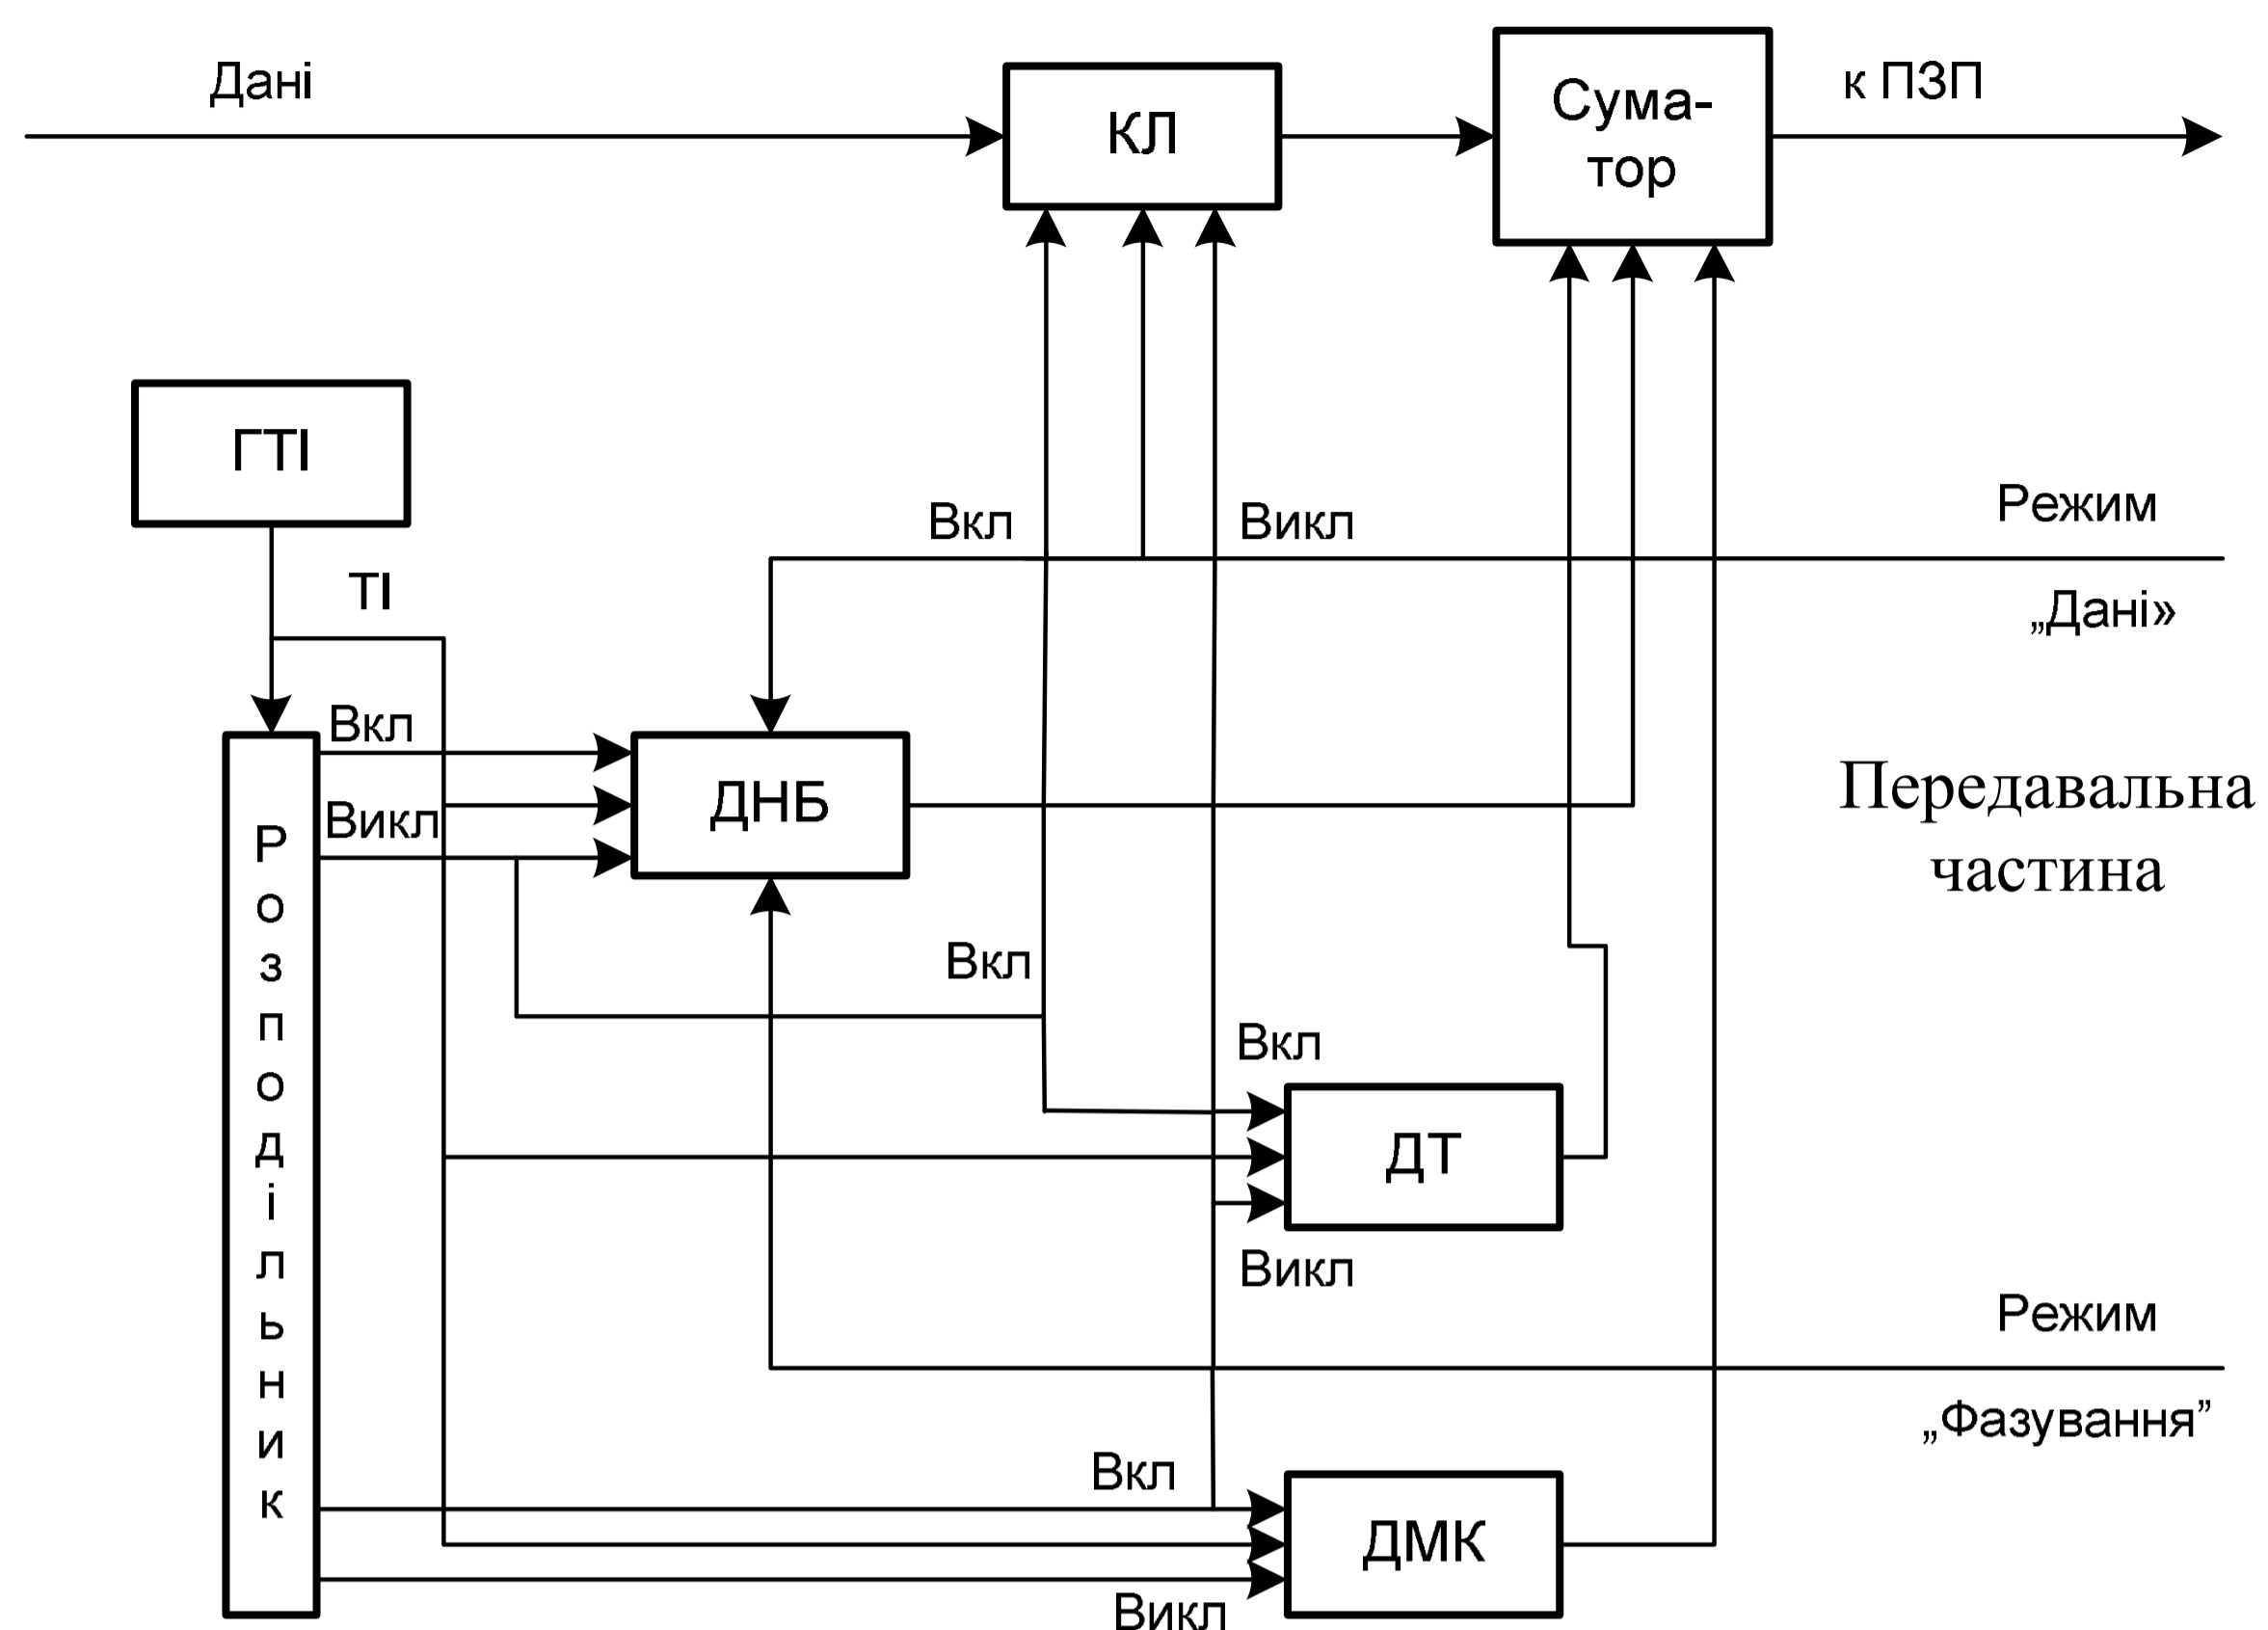 Дані
КЛ
Сума-
тор
к ПЗП
ГТІ
ТІ
Вкл
Викл
Режим
„Дані»
Вкл
Викл
ДНБ
Передавальна
частина
Розподільник
Вкл
Вкл
ДТ
Викл
Режим
„Фазування”
Вкл
ДМК
Викл